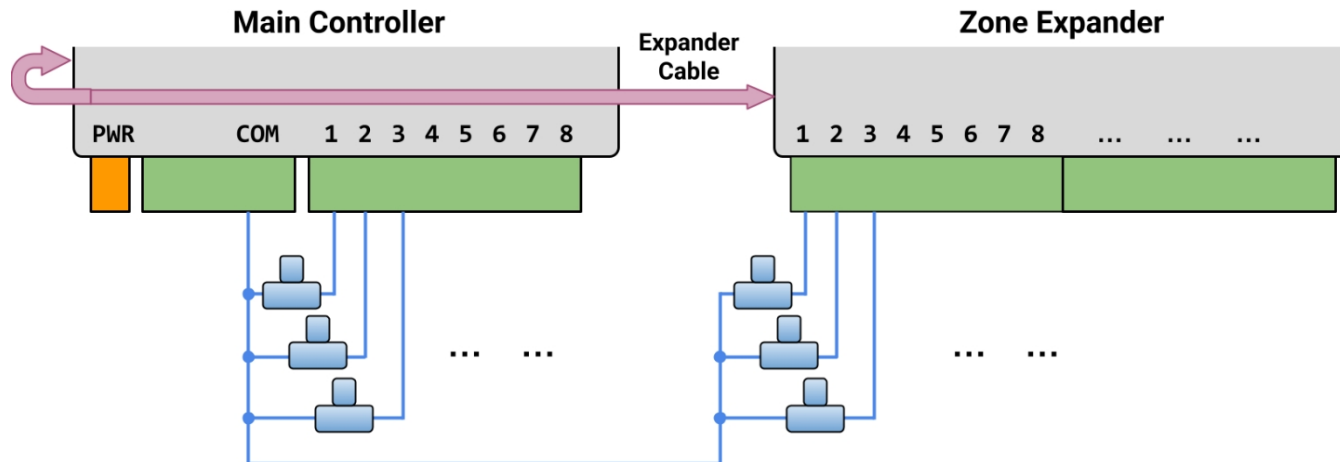 Main Controller
Zone Expander
Expander
Cable
PWR COM 1 2 3 4 5 6 7 8
1 2 3 4 5 6 7 8 ... ... ...
... ...
... ...